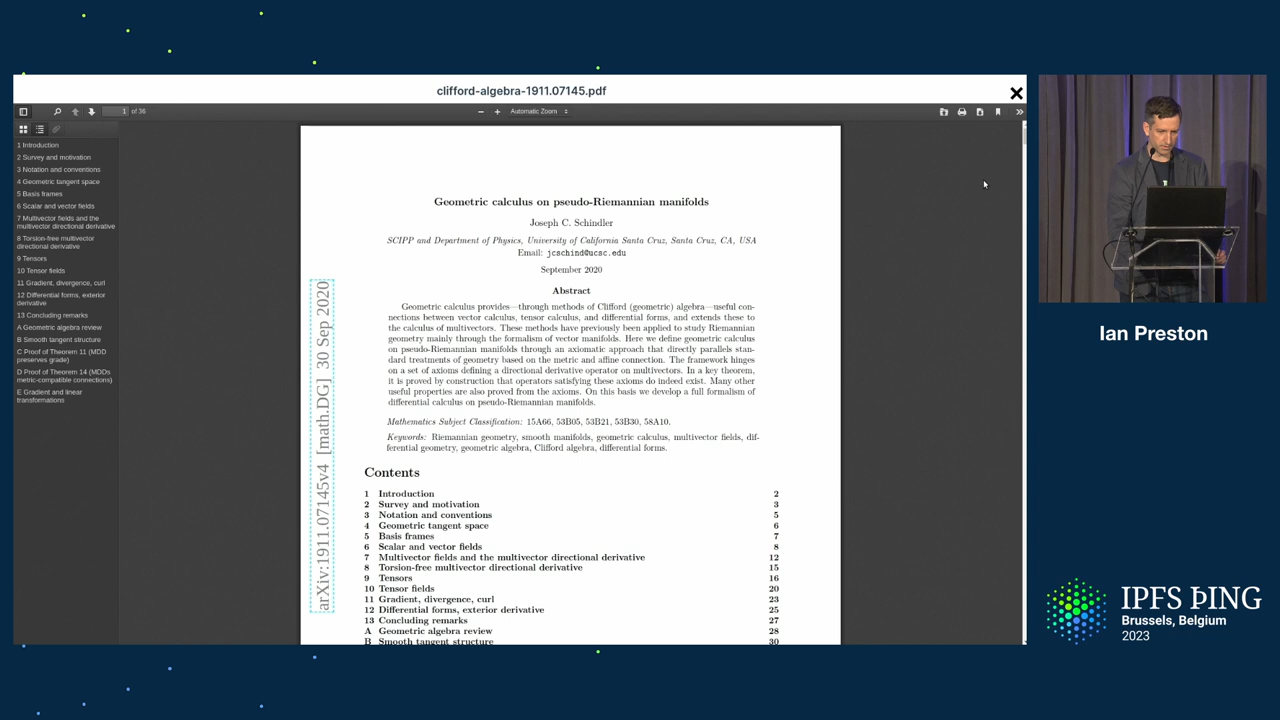 clifford-algebra-1911.07145.pdf
1 of 36
Automatic Zoom
1 Introduction
2 Survey and motivation
3 Notation and conventions
4 Geometric tangent space
5 Basis frames
6 Scalar and vector fields
7 Multivector fields and the
multivector directional derivative
8 Torsion-free multivector
directional derivative
9 Tensors
10 Tensor fields
11 Gradient, divergence, curl
12 Differential forms, exterior
derivative
13 Concluding remarks
A Geometric algebra review
B Smooth tangent structure
C Proof of Theorem 11 (MDD
preserves grade)
D Proof of Theorem 14 (MDDs
metric-compatible connections)
E Gradient and linear
transformations
arXiv:1911.07145v4 [math.DG] 30 Sep 2020
Geometric calculus on pseudo-Riemannian manifolds
Joseph C. Schindler
SCIPP and Department of Physics, University of California Santa Cruz, Santa Cruz, CA, USA
Email: jcschind@ucsc.edu
September 2020
Abstract
Geometric calculus provides—through methods of Clifford (geometric) algebra—useful con-
nections between vector calculus, tensor calculus, and differential forms, and extends these to
the calculus of multivectors. These methods have previously been applied to study Riemannian
geometry mainly through the formalism of vector manifolds. Here we define geometric calculus
on pseudo-Riemannian manifolds through an axiomatic approach that directly parallels stan-
dard treatments of geometry based on the metric and affine connection. The framework hinges
on a set of axioms defining a directional derivative operator on multivectors. In a key theorem,
it is proved by construction that operators satisfying these axioms do indeed exist. Many other
useful properties are also proved from the axioms. On this basis we develop a full formalism of
differential calculus on pseudo-Riemannian manifolds.
Mathematics Subject Classification: 15A66, 53B05, 53B21, 53B30, 58A10.
Keywords: Riemannian geometry, smooth manifolds, geometric calculus, multivector fields, dif-
ferential geometry, geometric algebra, Clifford algebra, differential forms.
Contents
1 Introduction 2
2 Survey and motivation 3
3 Notation and conventions 5
4 Geometric tangent space 6
5 Basis frames 7
6 Scalar and vector fields 8
7 Multivector fields and the multivector directional derivative 12
8 Torsion-free multivector directional derivative 15
9 Tensors 16
10 Tensor fields 20
11 Gradient, divergence, curl 23
12 Differential forms, exterior derivative 25
13 Concluding remarks 27
A Geometric algebra review 28
B Smooth tangent structure 30
Ian Preston
IPFS ÞING
Brussels, Belgium
2023